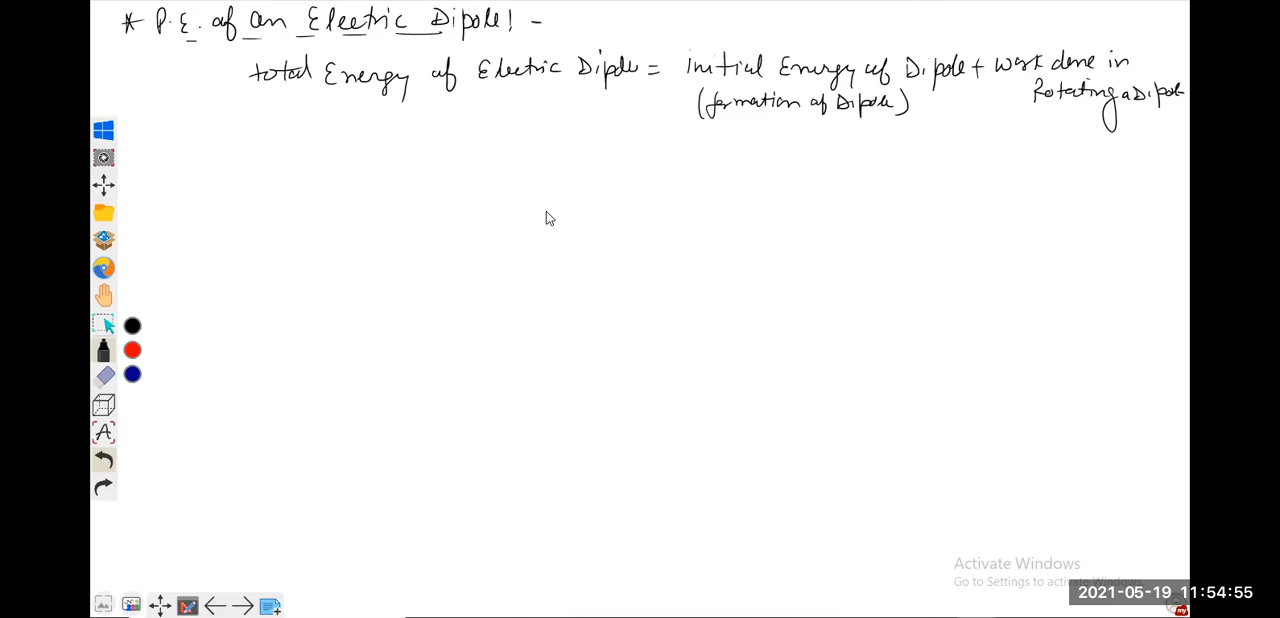 * P.E. of an Electric Dipole! -
total Energy of Electric Dipole = initial Energy of Dipole + work done in
(formation of Dipole) Rotating a Dipole
A
Activate Windows
Go to Settings to activate Windows.
2021-05-19 11:54:55
my